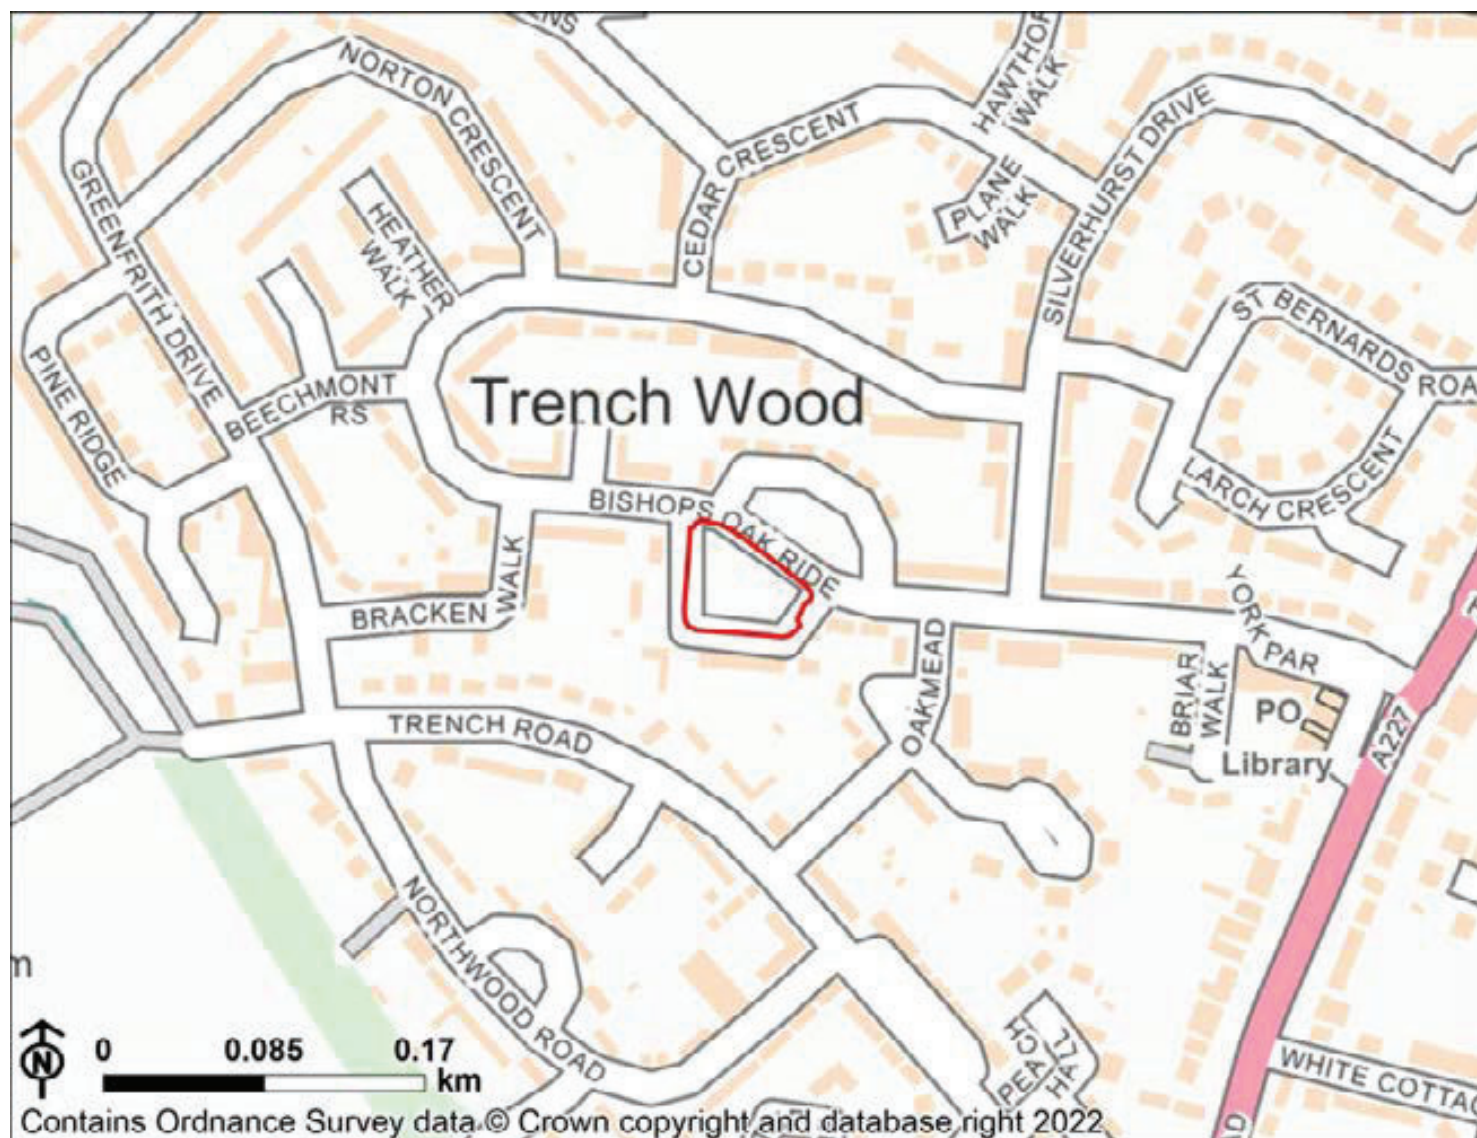 ENS
NORTON CRESCENT
HAWTHOR
WALK
CEDAR CRESCENT
SILVERHURST DRIVE
PLANE
WALK
GREENFRITH DRIVE
HEATHER
WALK
ST BERNARDS ROA
PINE RIDGE
BEECHMONT
RS
Trench Wood
LARCH CRESCENT
BISHOPS OAK RIDE
BRACKEN
WALK
YORK PAR
OAKMEAD
BRIAR
WALK
PO
Library
A227
TRENCH ROAD
NORTHWOOD ROAD
m
PEACH
HALL
WHITE COTTAG
AD
N
0 0.085 0.17
km
Contains Ordnance Survey data © Crown copyright and database right 2022